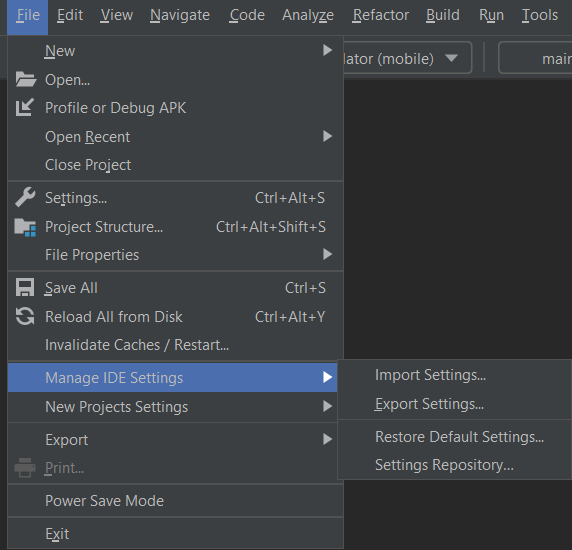 File Edit View Navigate Code Analyze Refactor Build Run Tools
lator (mobile) main
New
Open...
Profile or Debug APK
Open Recent
Close Project
Settings... Ctrl+Alt+S
Project Structure... Ctrl+Alt+Shift+S
File Properties
Save All Ctrl+S
Reload All from Disk Ctrl+Alt+Y
Invalidate Caches / Restart...
Manage IDE Settings
New Projects Settings
Export
Print...
Power Save Mode
Exit
Import Settings...
Export Settings...
Restore Default Settings...
Settings Repository...